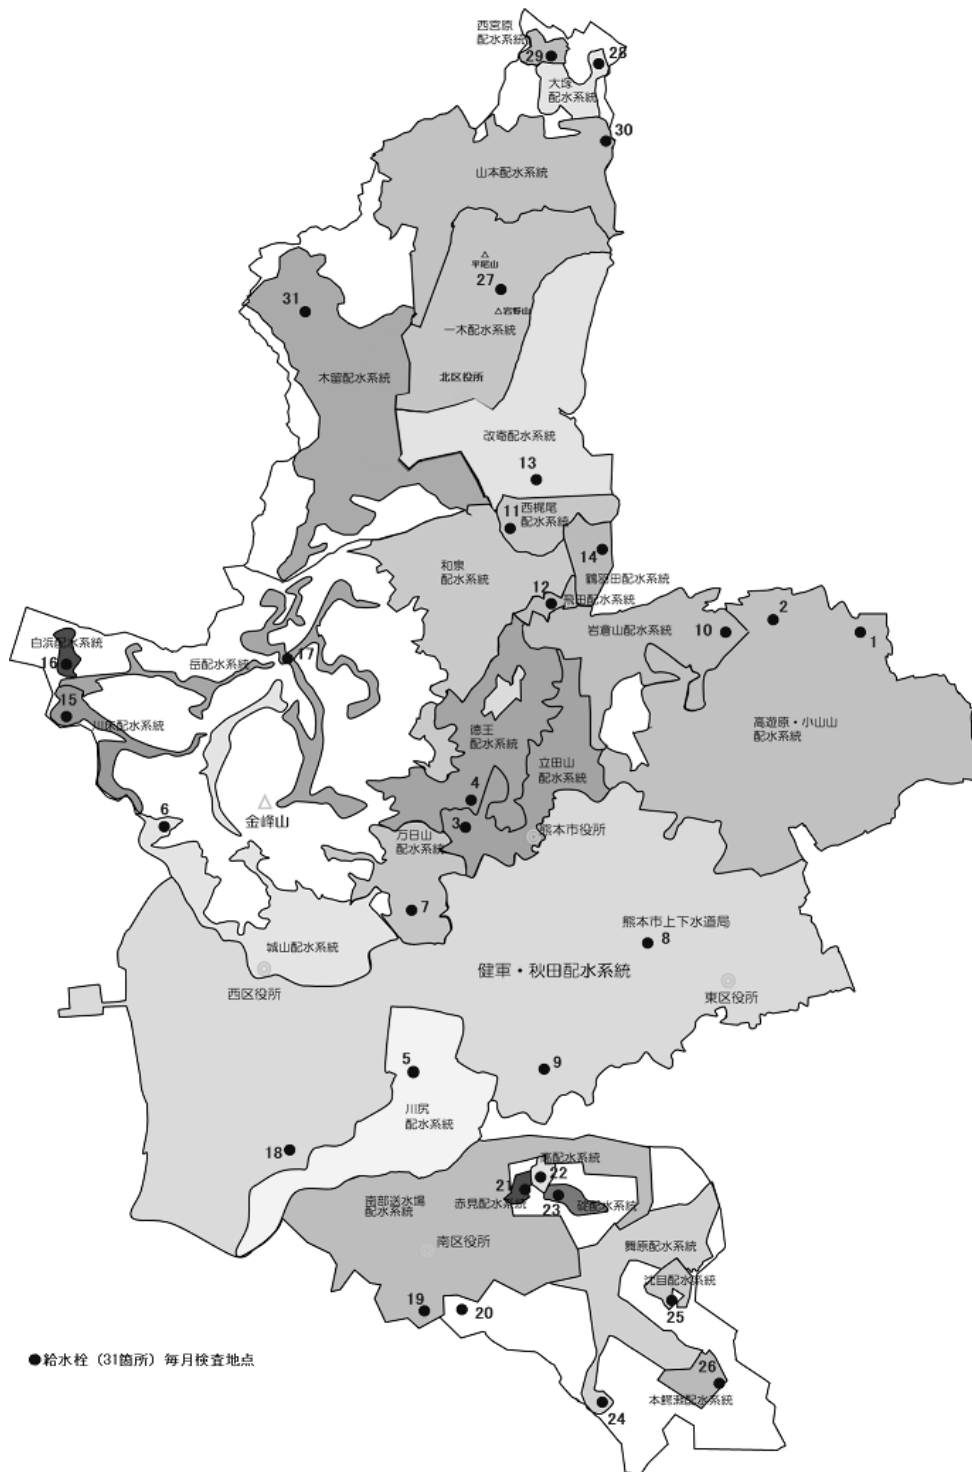 西宮原
配水系統
29
28
大塚
配水系統
30
山本配水系統
平尾山
27
岩野山
一木配水系統
31
木留配水系統
北区役所
改寄配水系統
13
11
西梶尾
配水系統
14
鶴羽田配水系統
和泉
配水系統
12
飛田配水系統
2
岩倉山配水系統
10
1
白浜配水系統
16
岳配水系統
17
15
川床配水系統
高遊原・小山山
配水系統
徳王
配水系統
立田山
配水系統
4
6
金峰山
3
熊本市役所
万日山
配水系統
7
熊本市上下水道局
8
城山配水系統
健軍・秋田配水系統
西区役所
東区役所
5
9
川尻
配水系統
18
高配水系統
22
21
南部送水場
配水系統
赤見配水系統
23
碇配水系統
南区役所
舞原配水系統
沈目配水系統
19
20
25
●給水栓（31箇所）毎月検査地点
26
本野瀬配水系統
24